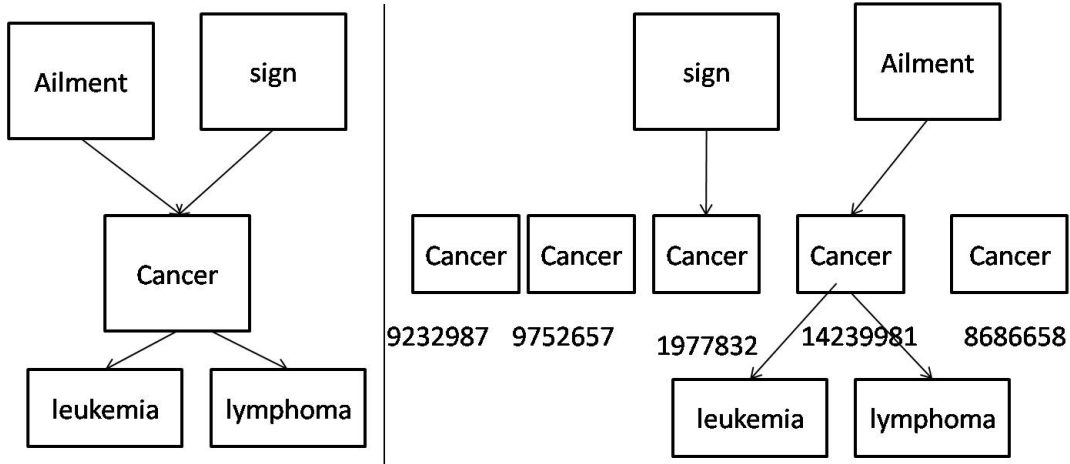 Ailment
sign
Cancer
leukemia
lymphoma
sign
Ailment
Cancer
Cancer
Cancer
Cancer
Cancer
9232987
9752657
1977832
14239981
8686658
leukemia
lymphoma